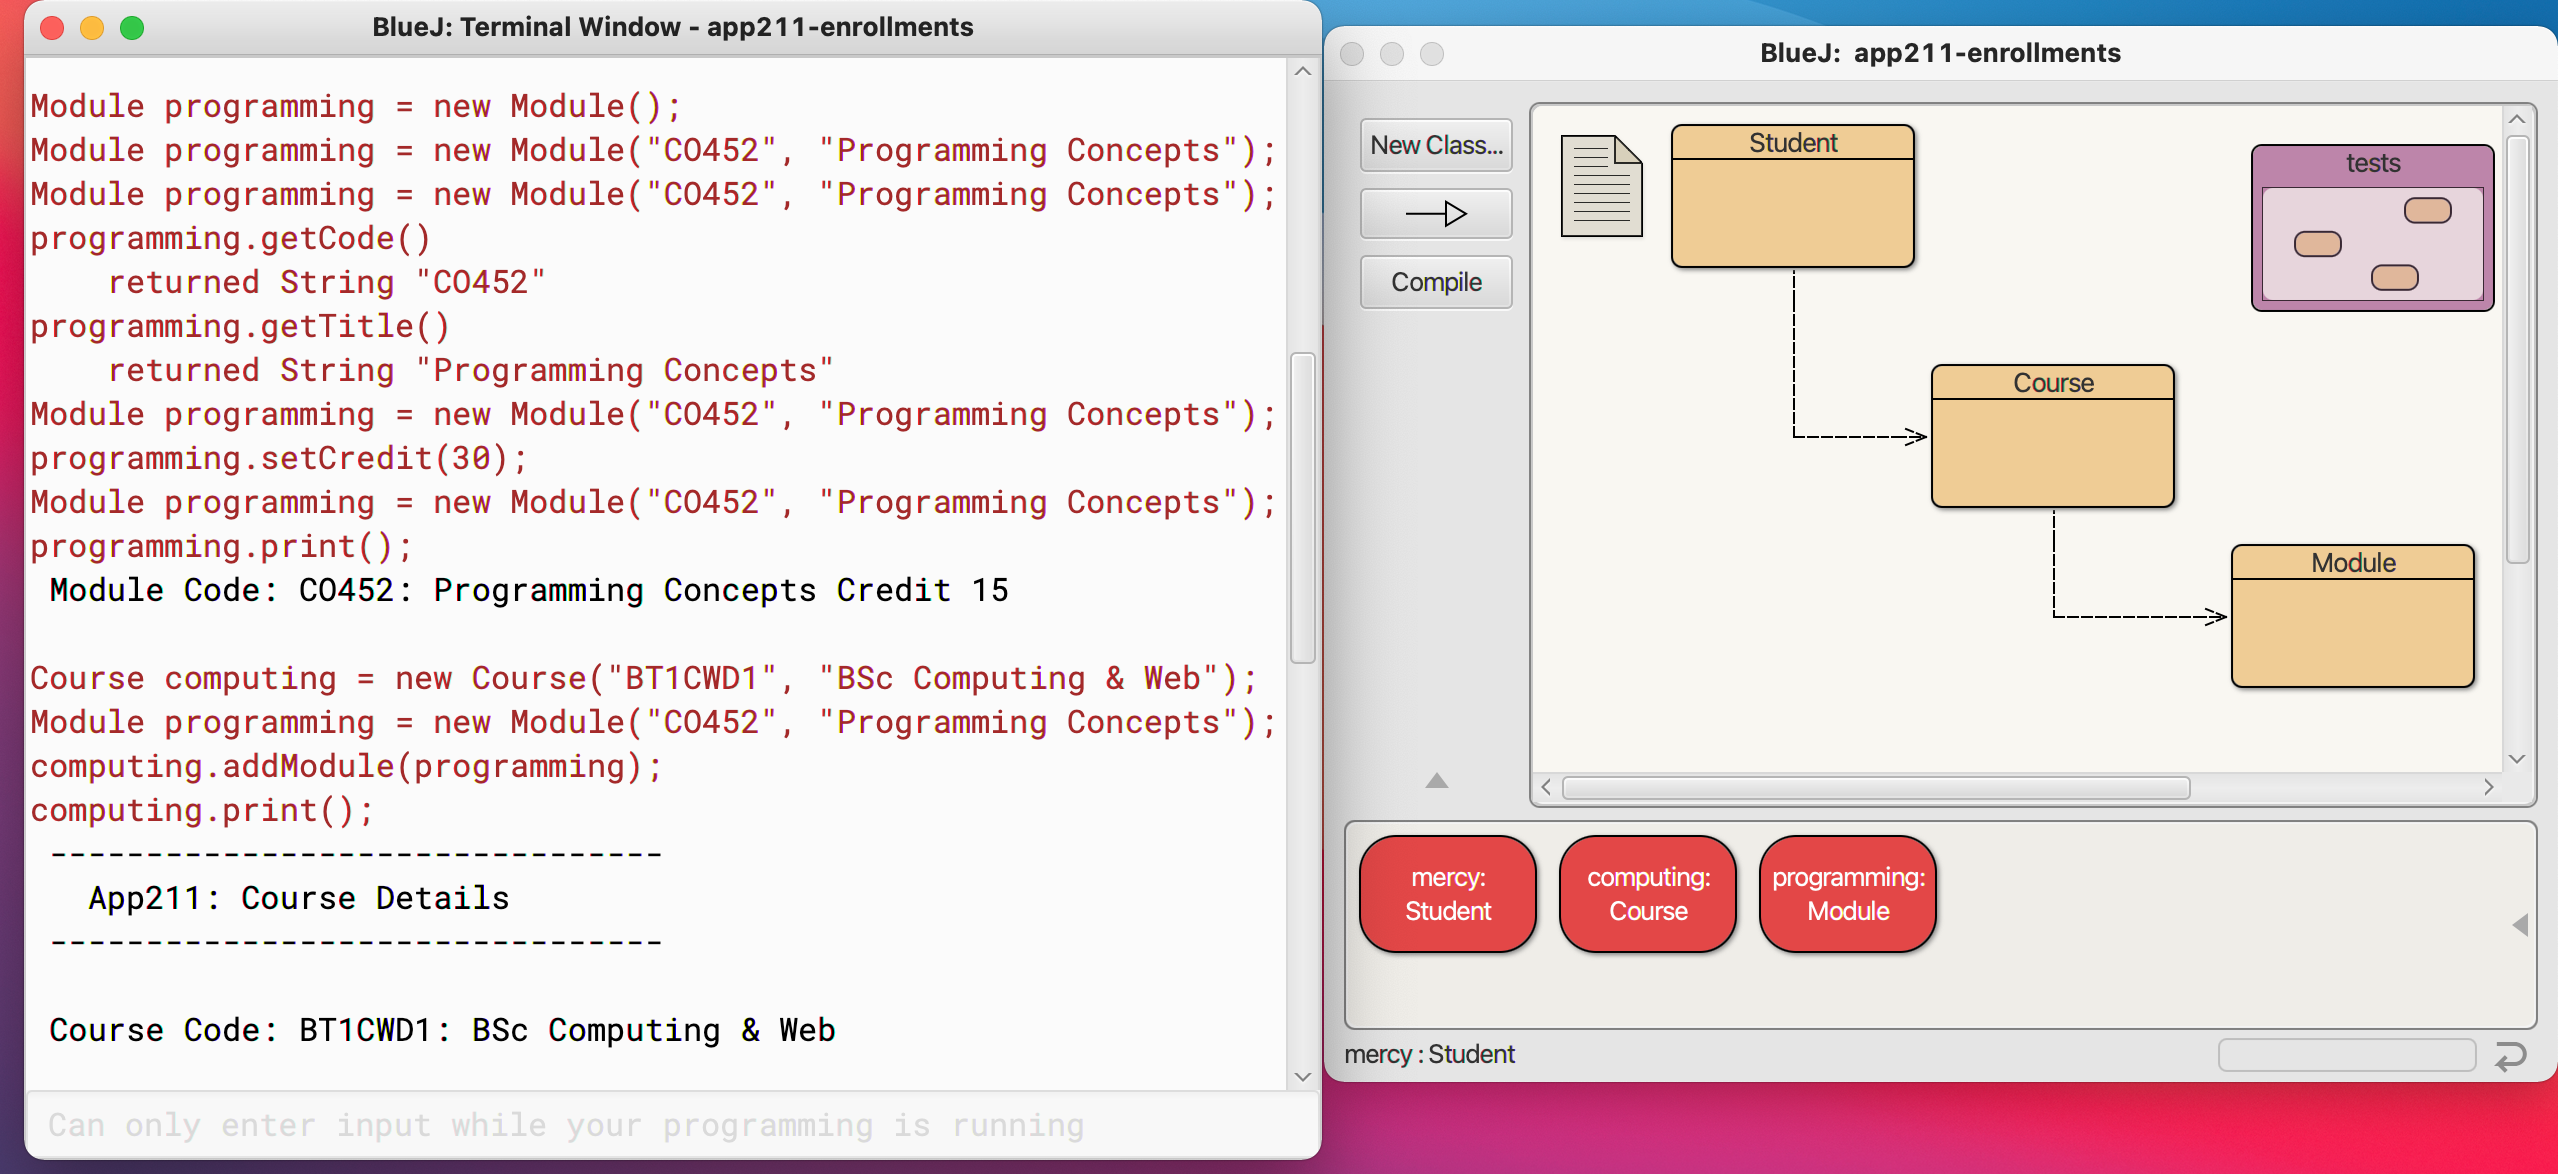 BlueJ: Terminal Window - app211-enrollments
Module programming = new Module();
Module programming = new Module("CO452", "Programming Concepts");
Module programming = new Module("CO452", "Programming Concepts");
programming.getCode()
    returned String "CO452"
programming.getTitle()
    returned String "Programming Concepts"
Module programming = new Module("CO452", "Programming Concepts");
programming.setCredit(30);
Module programming = new Module("CO452", "Programming Concepts");
programming.print();
 Module Code: CO452: Programming Concepts Credit 15
Course computing = new Course("BT1CWD1", "BSc Computing & Web");
Module programming = new Module("CO452", "Programming Concepts");
computing.addModule(programming);
computing.print();
 --------------------------------
   App211: Course Details
 --------------------------------
 Course Code: BT1CWD1: BSc Computing & Web
Can only enter input while your programming is running
BlueJ:  app211-enrollments
New Class...
Compile
Student
tests
Course
Module
mercy:
Student
computing:
Course
programming:
Module
mercy : Student